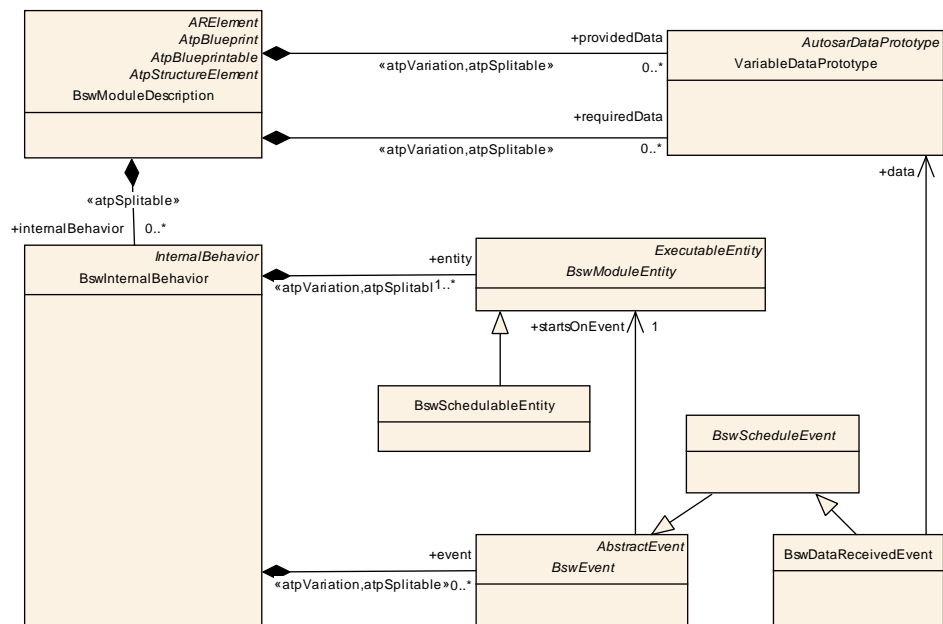 ARElement
AtpBlueprint
AtpBlueprintable
AtpStructureElement
BswModuleDescription
+providedData
«atpVariation,atpSplitable»
0..*
AutosarDataPrototype
VariableDataPrototype
+requiredData
«atpVariation,atpSplitable»
0..*
+data
«atpSplitable»
+internalBehavior
0..*
InternalBehavior
BswInternalBehavior
+entity
«atpVariation,atpSplitabl
1..*
ExecutableEntity
BswModuleEntity
+startsOnEvent
1
BswSchedulableEntity
BswScheduleEvent
+event
«atpVariation,atpSplitable»
0..*
AbstractEvent
BswEvent
BswDataReceivedEvent